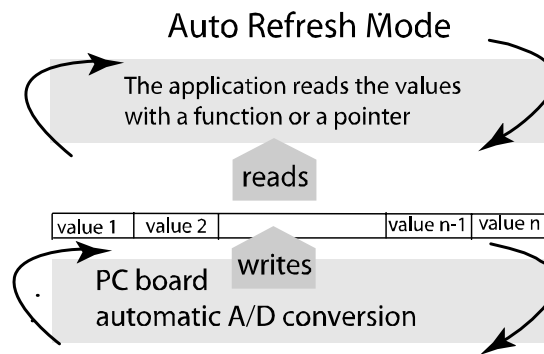 Auto Refresh Mode
The application reads the values
with a function or a pointer
reads
value 1 value 2 value n-1 value n
writes
PC board
automatic A/D conversion